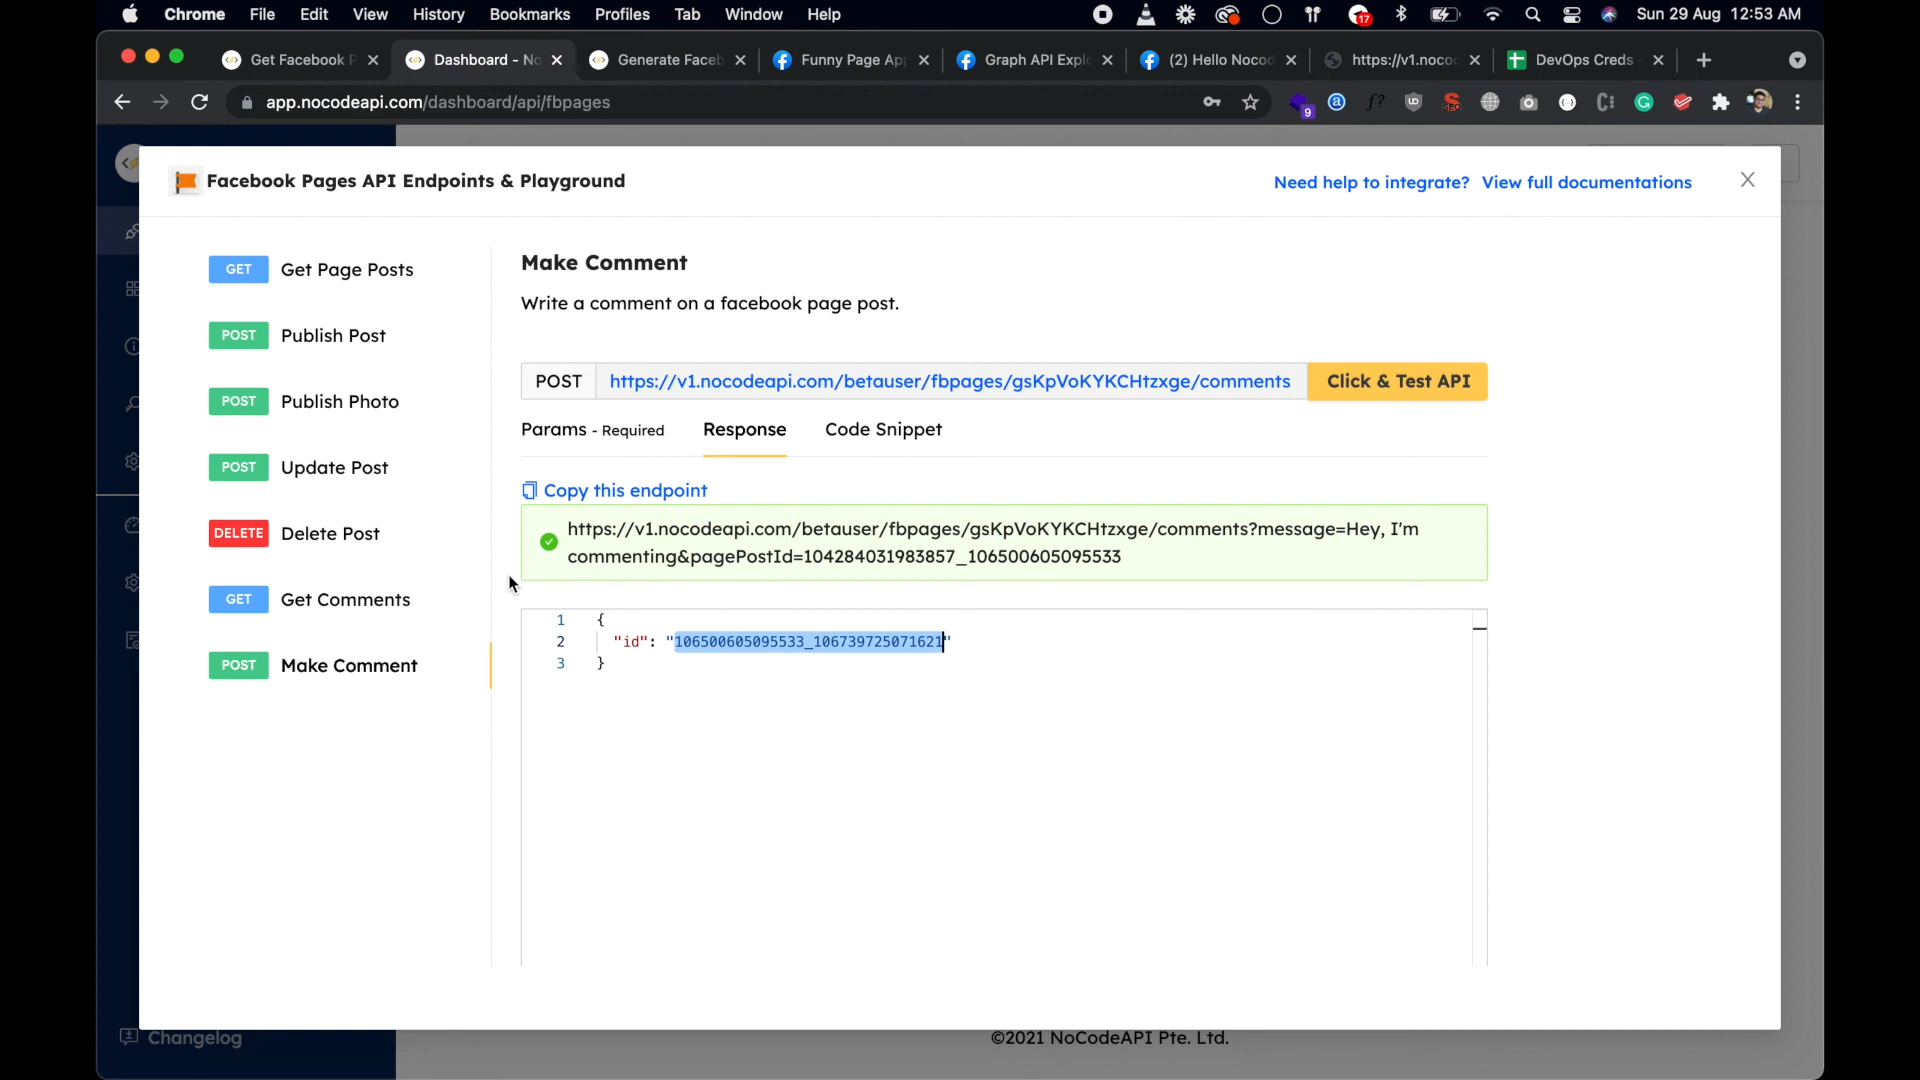 Chrome File Edit View History Bookmarks Profiles Tab Window Help 17 Sun 29 Aug 12:53 AM
Get Facebook P Dashboard - No Generate Faceb Funny Page Ap Graph API Explo (2) Hello Nocod https://v1.nocod DevOps Creds -
app.nocodeapi.com/dashboard/api/fbpages 9
Facebook Pages API Endpoints & Playground
Need help to integrate? View full documentations
GET Get Page Posts
POST Publish Post
POST Publish Photo
POST Update Post
DELETE Delete Post
GET Get Comments
POST Make Comment
Make Comment
Write a comment on a facebook page post.
POST https://v1.nocodeapi.com/betauser/fbpages/gsKpVoKYKCHtzxge/comments Click & Test API
Params - Required Response Code Snippet
Copy this endpoint
https://v1.nocodeapi.com/betauser/fbpages/gsKpVoKYKCHtzxge/comments?message=Hey, I'm
commenting&pagePostId=104284031983857_106500605095533
1 {
2 "id": "106500605095533_106739725071621"
3 }
Changelog
©2021 NoCodeAPI Pte. Ltd.